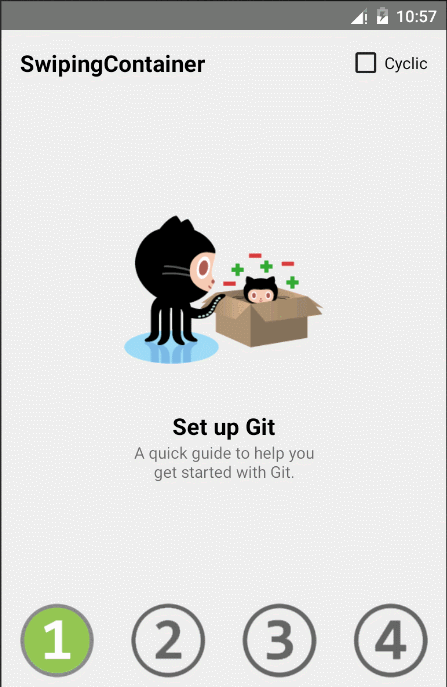 10:57
SwipingContainer
Cyclic
Set up Git
A quick guide to help you
get started with Git.
1 2 3 4